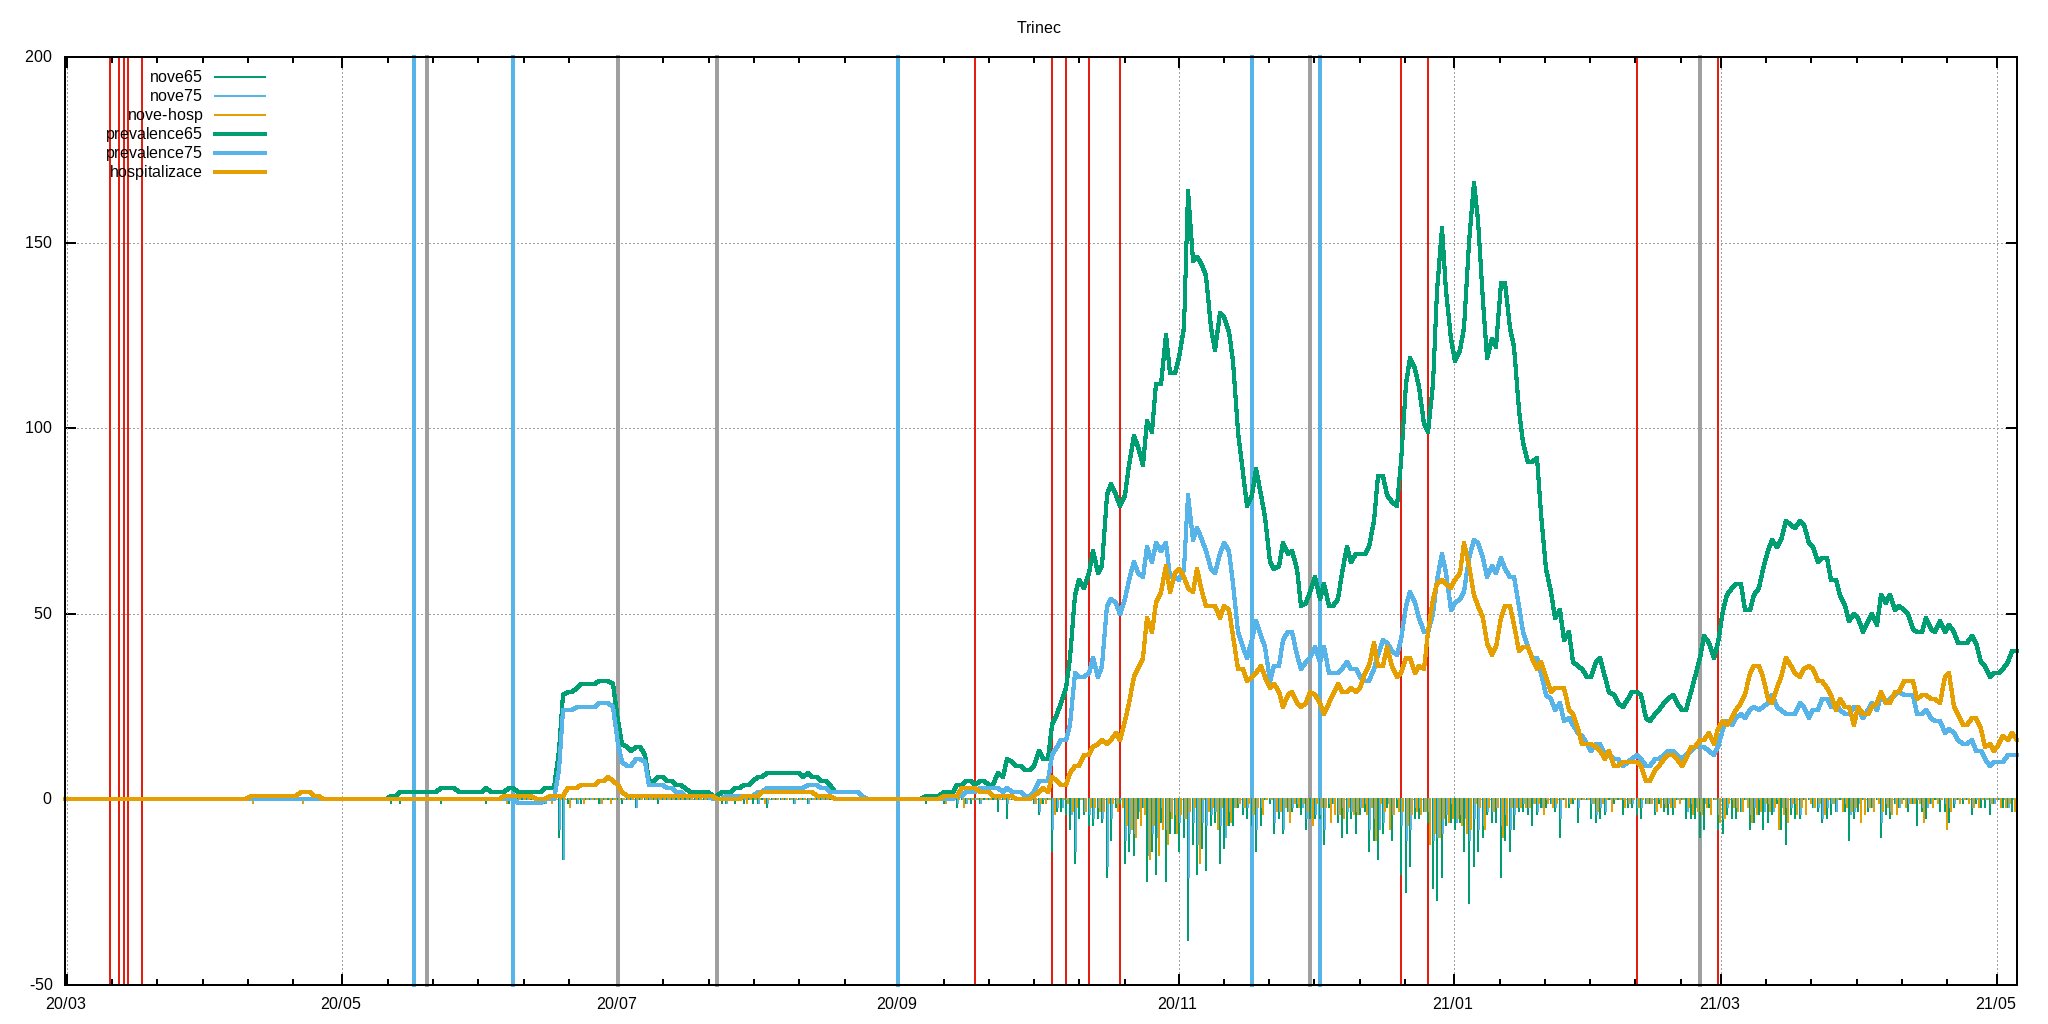 Trinec
200
150
100
50
0
-50
nove65
nove75
nove-hosp
prevalence65
prevalence75
hospitalizace
20/03 20/05 20/07 20/09 20/11 21/01 21/03 21/05